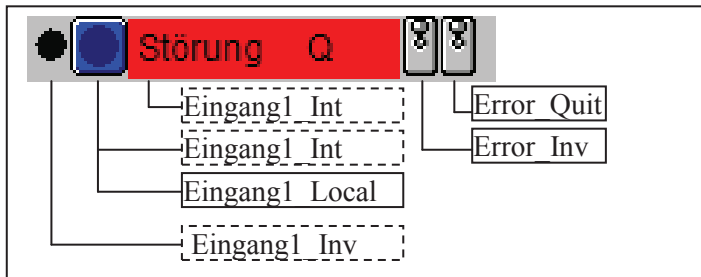 Störung Q
Eingang1_Int
Error_Quit
Eingang1_Int
Error_Inv
Eingang1_Local
Eingang1_Inv